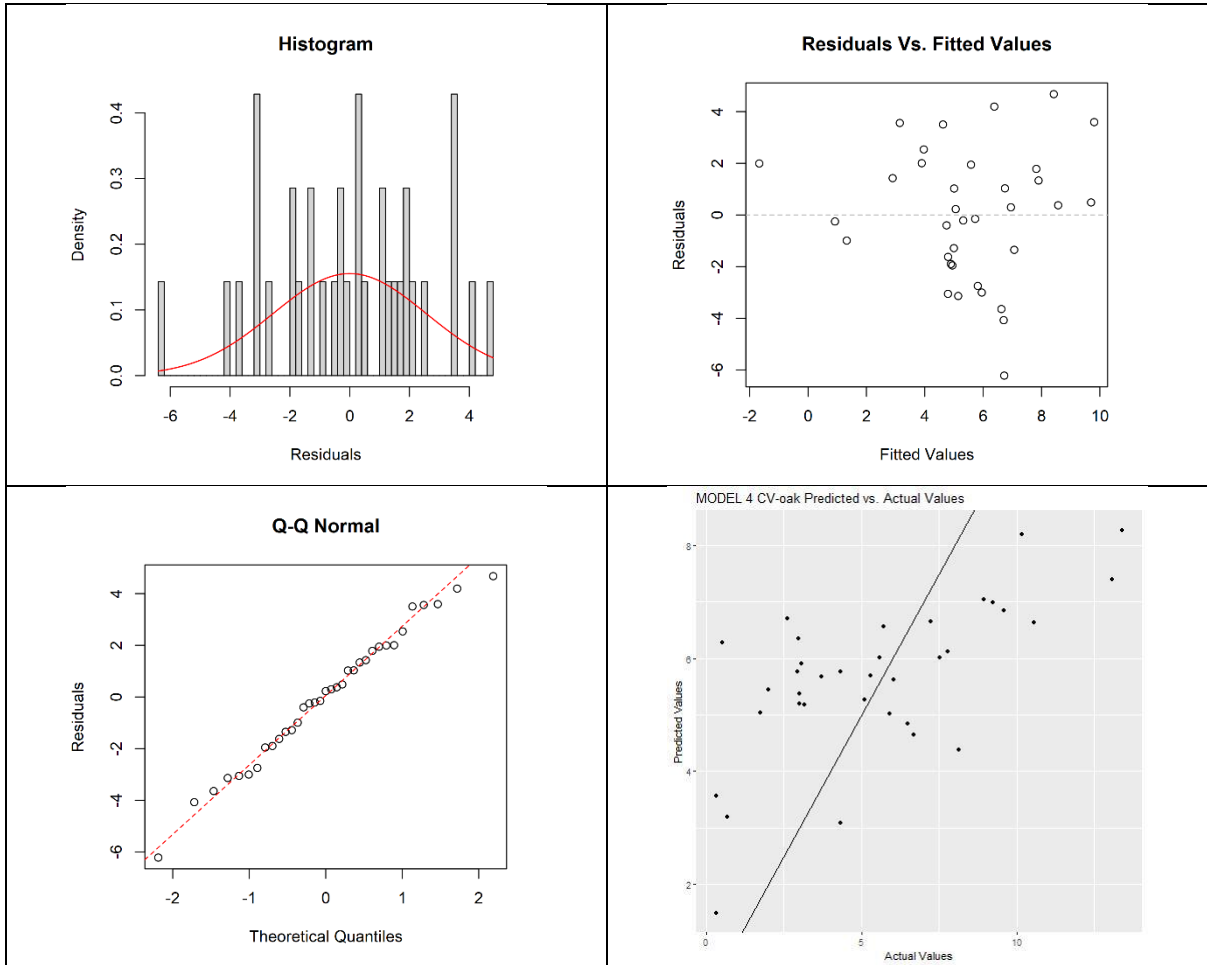 Histogram
Density
0.0 0.1 0.2 0.3 0.4
-6 -4 -2 0 2 4
Residuals
Residuals Vs. Fitted Values
Residuals
-6 -4 -2 0 2 4
-2 0 2 4 6 8 10
Fitted Values
Q-Q Normal
Residuals
-6 -4 -2 0 2 4
-2 -1 0 1 2
Theoretical Quantiles
MODEL 4 CV-oak Predicted vs. Actual Values
Predicted Values
8
6
4
2
0 5 10
Actual Values